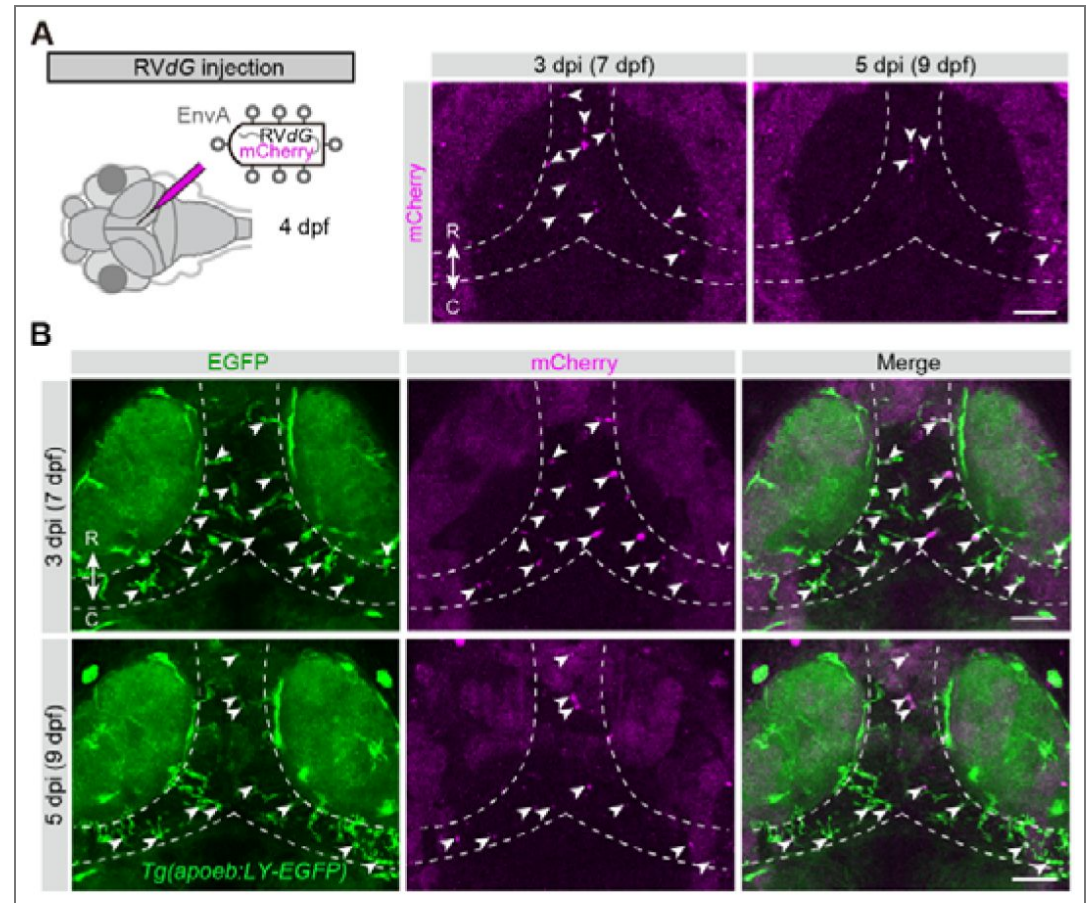 A
RVdG injection
EnvA
RVdG
mCherry
4 dpf
3 dpi (7 dpf)
5 dpi (9 dpf)
mCherry
R
C
B
EGFP
mCherry
Merge
3 dpi (7 dpf)
R
C
5 dpi (9 dpf)
Tg(apoeb:LY-EGFP)